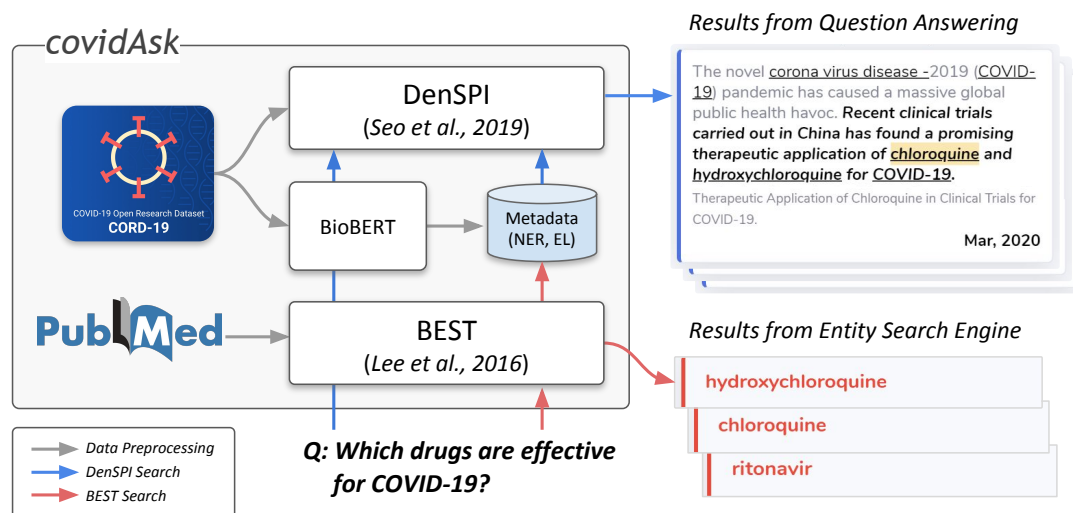 covidAsk
COVID-19 Open Research Dataset
CORD-19
DenSPI
(Seo et al., 2019)
BioBERT
Metadata
(NER, EL)
PubMed
BEST
(Lee et al., 2016)
Data Preprocessing
DenSPI Search
BEST Search
Q: Which drugs are effective
for COVID-19?
Results from Question Answering
The novel corona virus disease -2019 (COVID-
19) pandemic has caused a massive global
public health havoc. Recent clinical trials
carried out in China has found a promising
therapeutic application of chloroquine and
hydroxychloroquine for COVID-19.
Therapeutic Application of Chloroquine in Clinical Trials for
COVID-19.
Mar, 2020
Results from Entity Search Engine
hydroxychloroquine
chloroquine
ritonavir